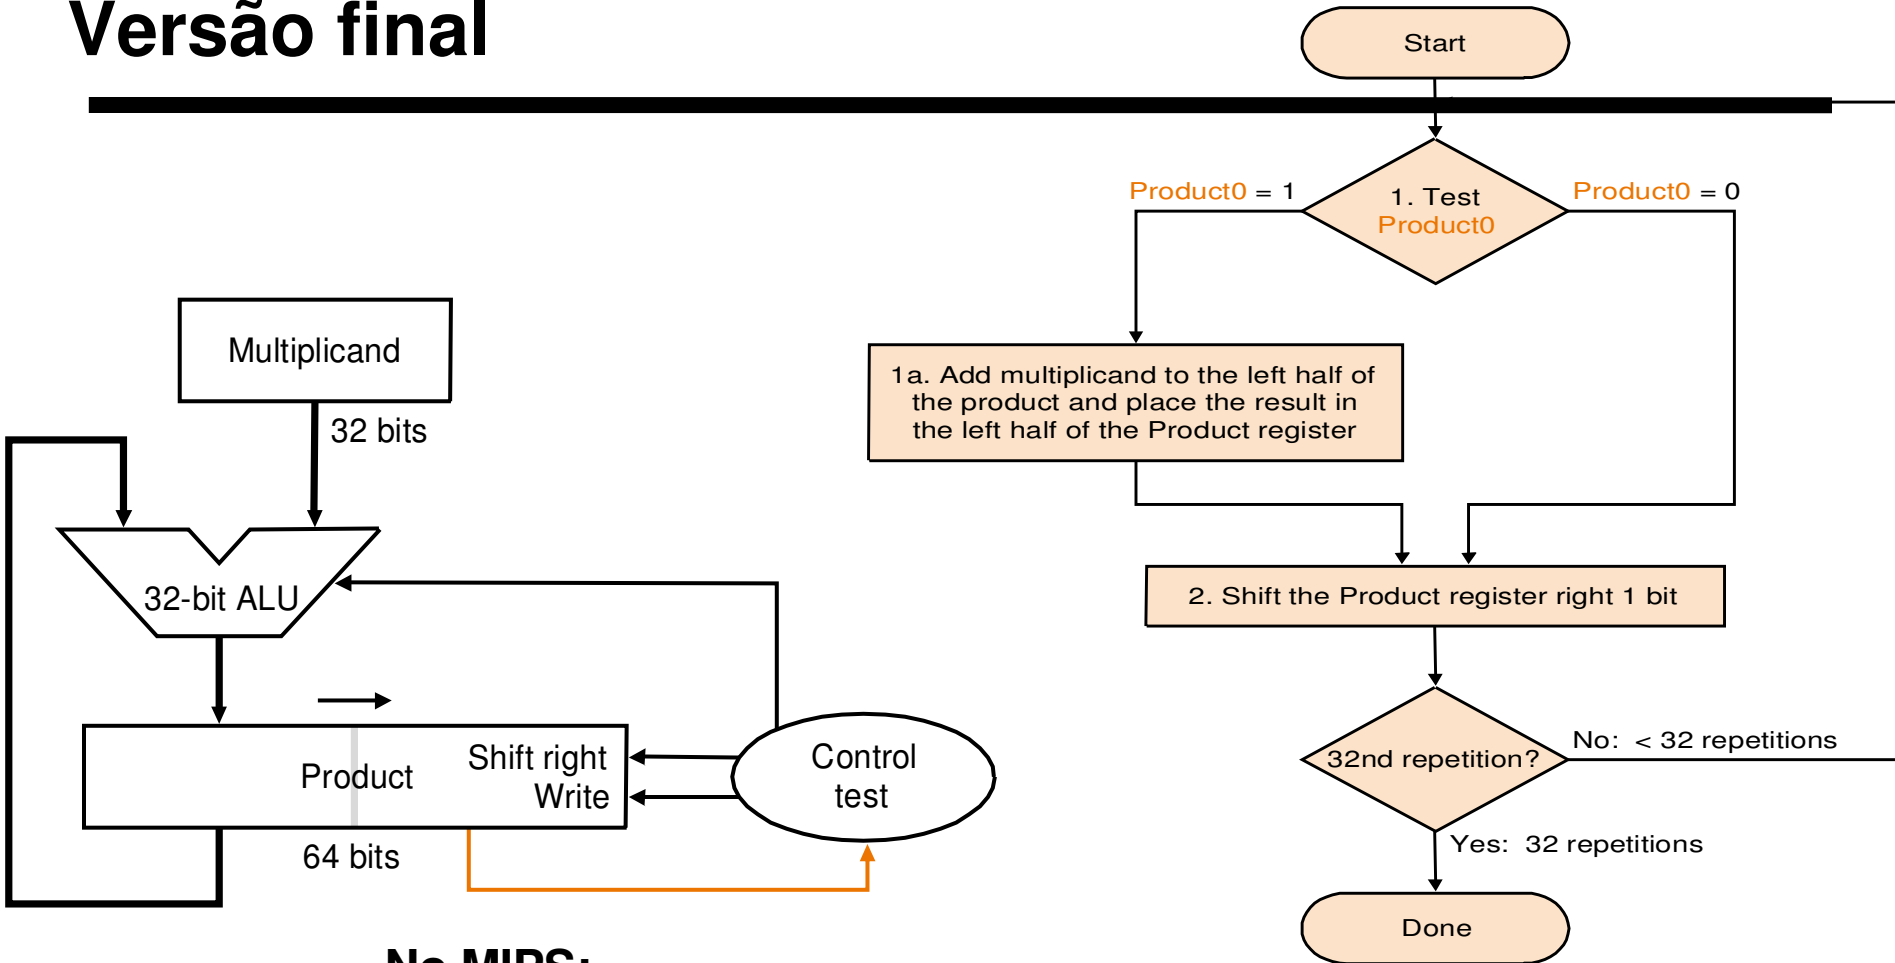 Versão final
Start
Product0 = 1
1. Test
Product0
Product0 = 0
Multiplicand
32 bits
1a. Add multiplicand to the left half of
the product and place the result in
the left half of the Product register
32-bit ALU
2. Shift the Product register right 1 bit
Product
Shift right
Write
64 bits
Control
test
32nd repetition?
No: < 32 repetitions
Yes: 32 repetitions
Done
No MIPS: